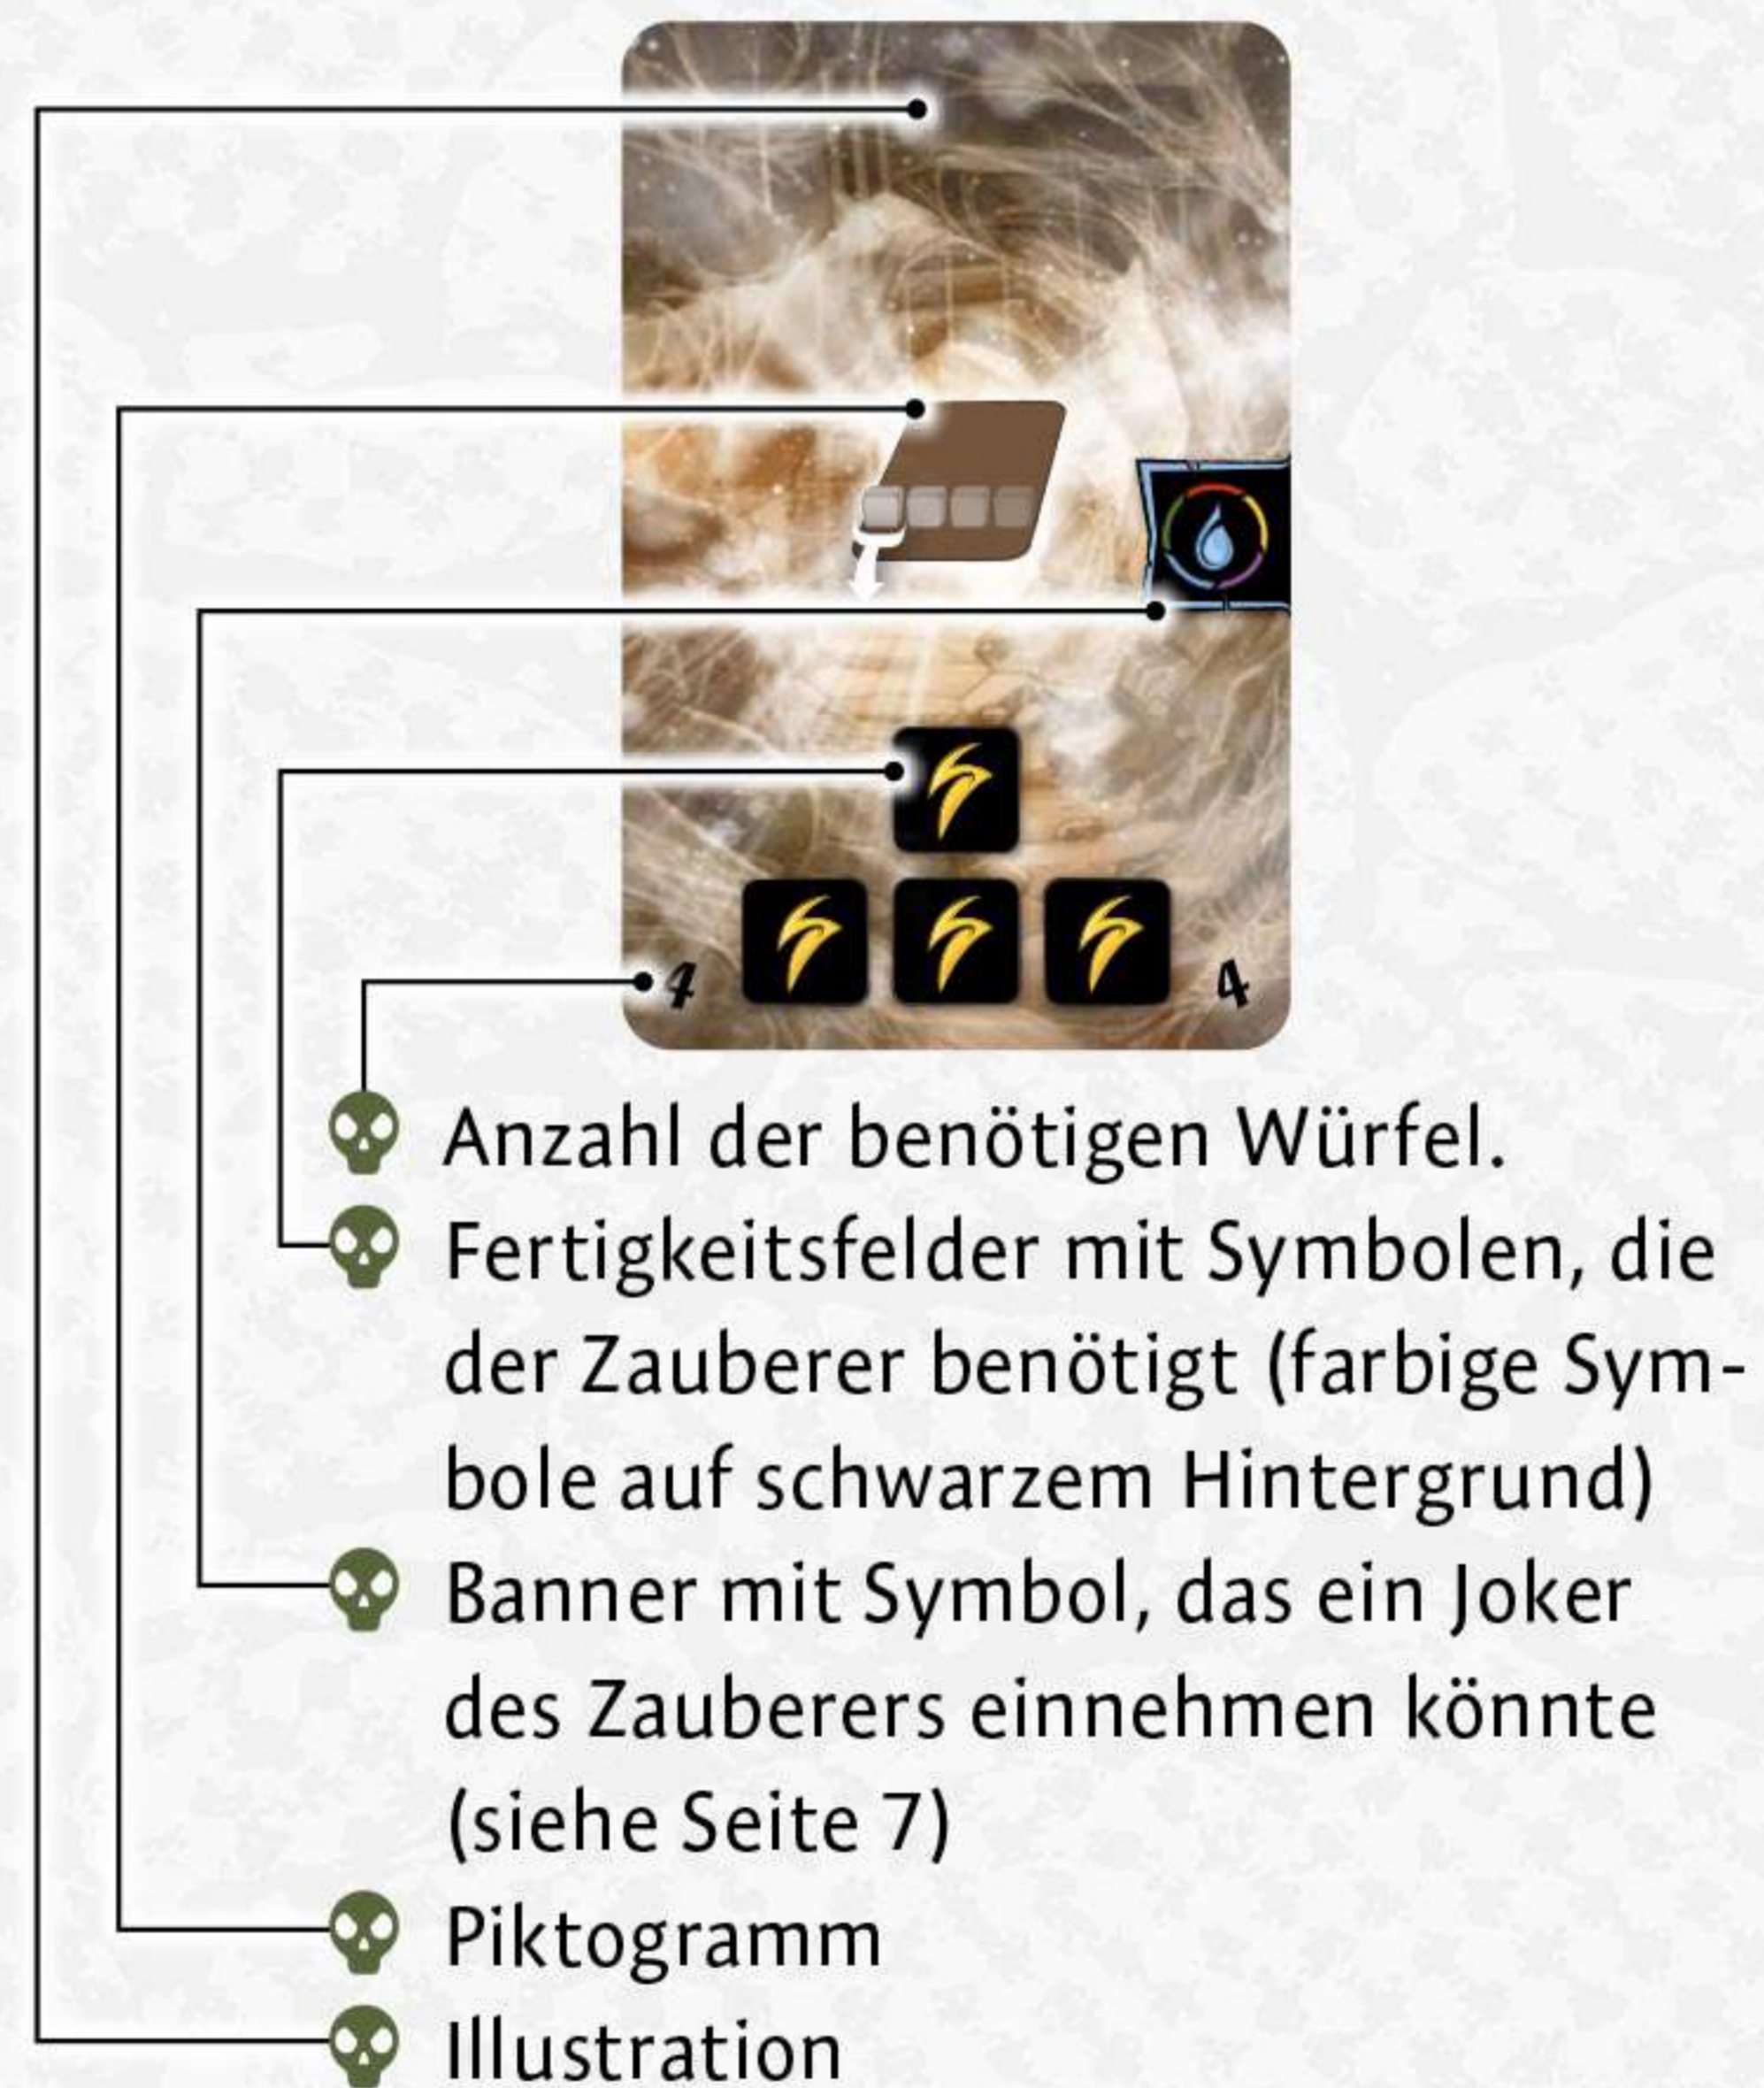 4 4
Anzahl der benötigen Würfel.
Fertigkeitsfelder mit Symbolen, die
der Zauberer benötigt (farbige Sym-
bole auf schwarzem Hintergrund)
Banner mit Symbol, das ein Joker
des Zauberers einnehmen könnte
(siehe Seite 7)
Piktogramm
Illustration